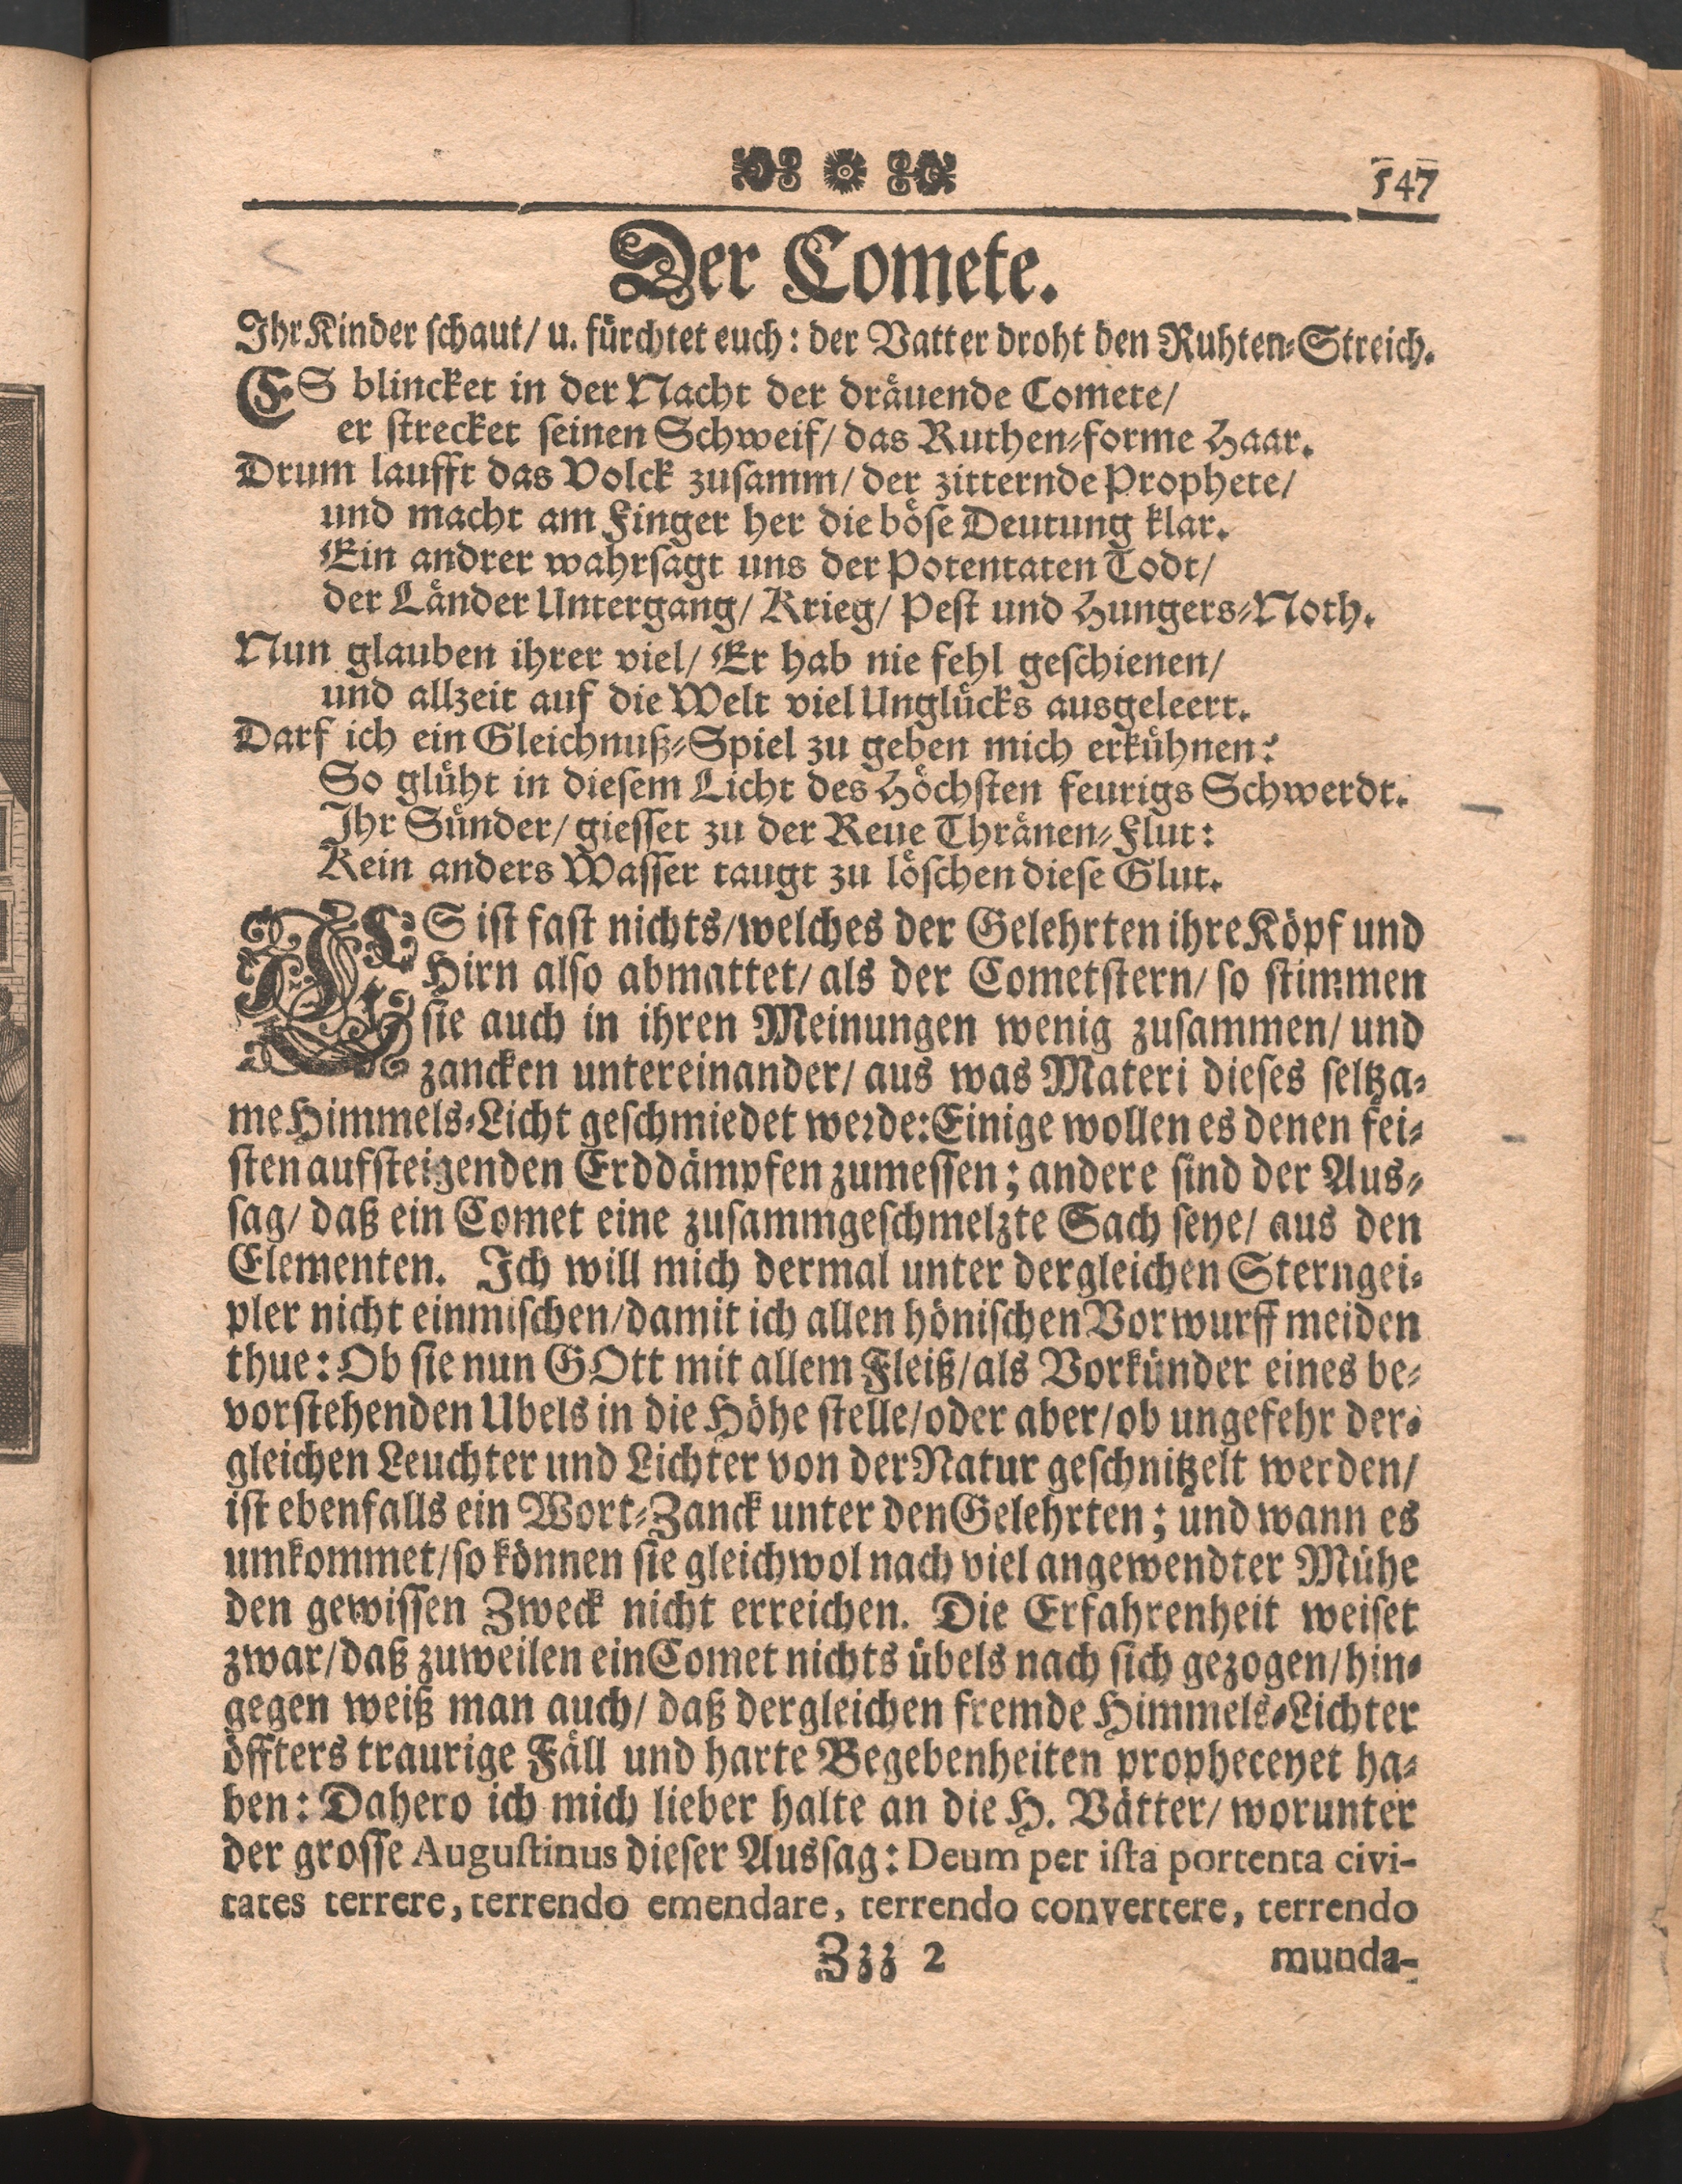 547
Der Comete.
Ihr Kinder schaut/ u. fürchtet euch: der Vatter droht den Ruhten-Streich.
ES blincket in der Nacht der dräuende Comete/
er strecket seinen Schweif/ das Ruthen-forme Haar.
Drum laufft das Volck zusamm/ der zitternde Prophete/
und macht am Finger her die böse Deutung klar.
Ein andrer wahrsagt uns der Potentaten Todt/
der Länder Untergang/ Krieg/ Pest und Hungers-Noth.
Nun glauben ihrer viel/ Er hab nie fehl geschienen/
und allzeit auf die Welt viel Unglücks ausgeleert.
Darf ich ein Gleichnuß-Spiel zu geben mich erkühnen?
So glüht in diesem Licht des Höchsten feurigs Schwerdt.
Ihr Sünder/ giesset zu der Reue Thränen-Flut:
Kein anders Wasser taugt zu löschen diese Glut.
ES ist fast nichts/welches der Gelehrten ihre Köpf und
Hirn also abmattet/ als der Cometstern/ so stimmen
sie auch in ihren Meinungen wenig zusammen/ und
zancken untereinander/ aus was Materi dieses seltza-
me Himmels-Licht geschmiedet werde: Einige wollen es denen fei-
sten aufsteigenden Erddämpfen zumessen; andere sind der Aus-
sag/ daß ein Comet eine zusammgeschmelzte Sach seye/ aus den
Elementen. Ich will mich dermal unter dergleichen Sterngei-
pler nicht einmischen/damit ich allen hönischen Vorwurff meiden
thue: Ob sie nun GOtt mit allem Fleiß/als Vorkünder eines be-
vorstehenden Ubels in die Höhe stelle/oder aber/ob ungefehr der-
gleichen Leuchter und Lichter von der Natur geschnitzelt werden/
ist ebenfalls ein Wort-Zanck unter den Gelehrten; und wann es
umkommet/so können sie gleichwol nach viel angewendter Mühe
den gewissen Zweck nicht erreichen. Die Erfahrenheit weiset
zwar/daß zuweilen ein Comet nichts übels nach sich gezogen/hin-
gegen weiß man auch/ daß dergleichen fremde Himmels-Lichter
öffters traurige Fäll und harte Begebenheiten propheceyet ha-
ben: Dahero ich mich lieber halte an die H. Vätter/ worunter
der grosse Augustinus dieser Aussag: Deum per ista portenta civi-
tates terrere, terrendo emendare, terrendo convertere, terrendo
Zzz 2
munda-